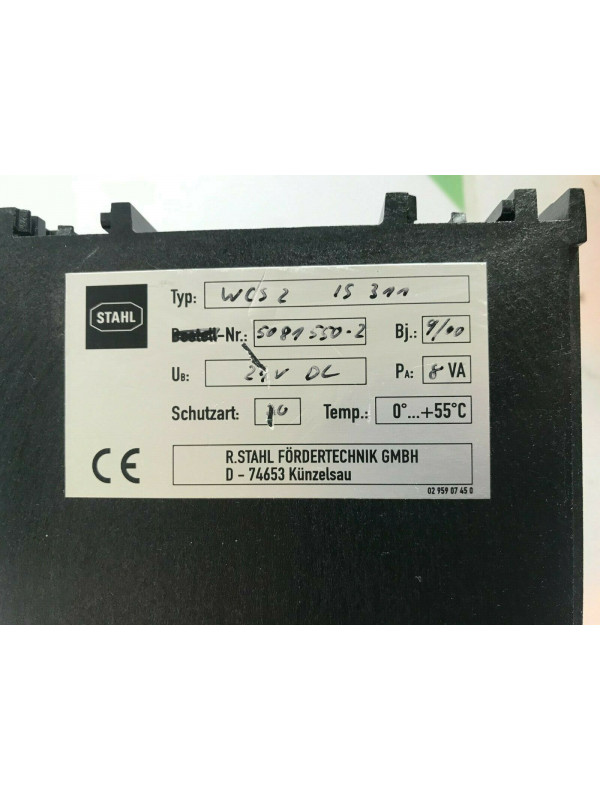 STAHL
Typ: WCS 2 IS 311
Bestell-Nr.: 5081550-2 Bj.: 9/00
UB: 24V DC PA: 8 VA
Schutzart: Temp.: 0°...+55°C
CE
R.STAHL FÖRDERTECHNIK GMBH
D - 74653 Künzelsau
02 959 07 45 0